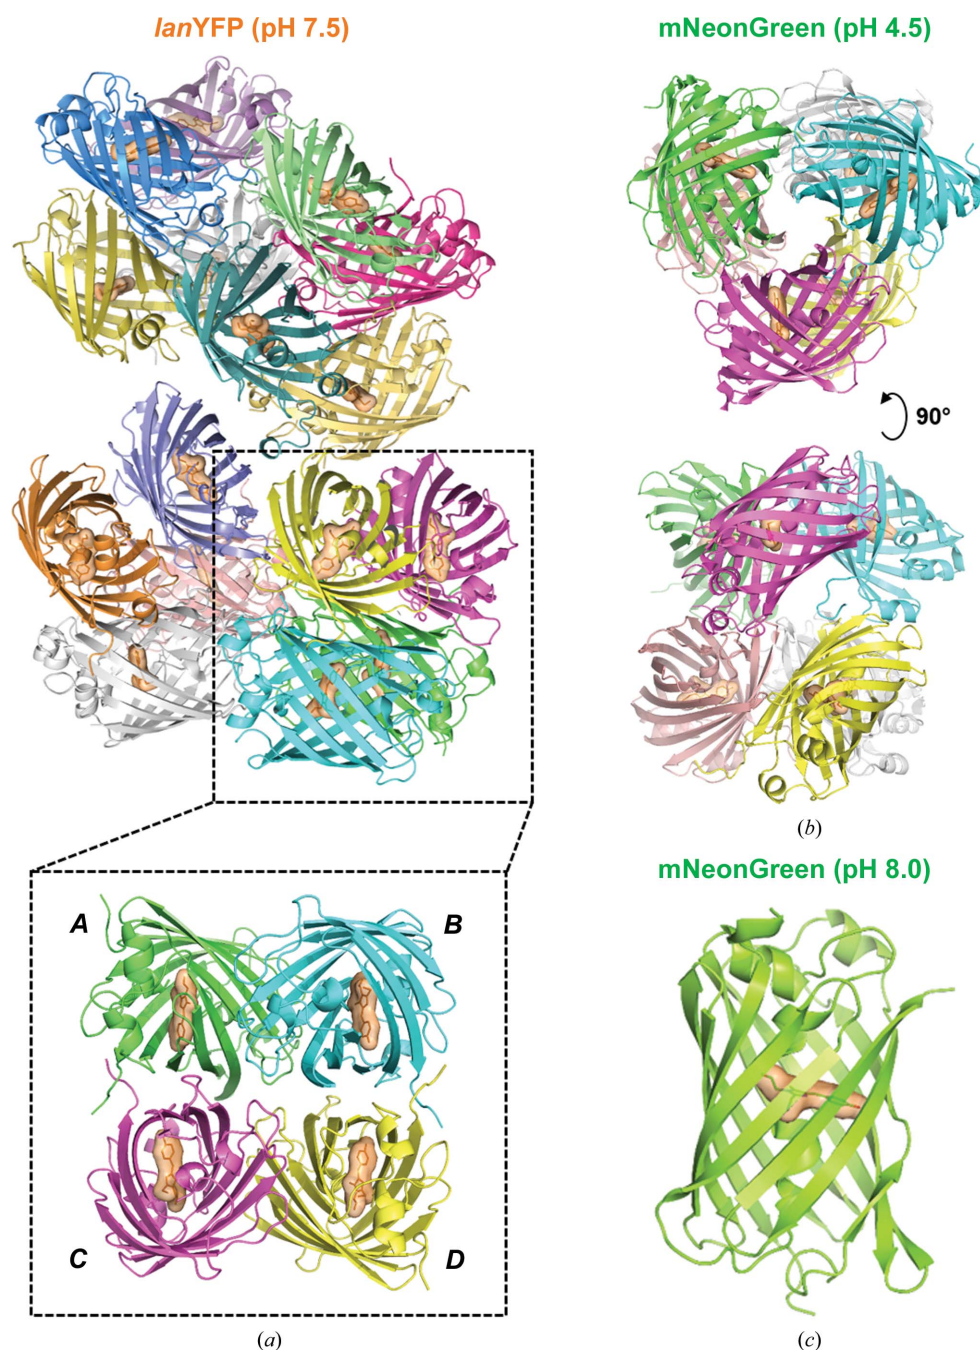 lanYFP (pH 7.5)
mNeonGreen (pH 4.5)
90°
(b)
mNeonGreen (pH 8.0)
A
B
C
D
(a)
(c)